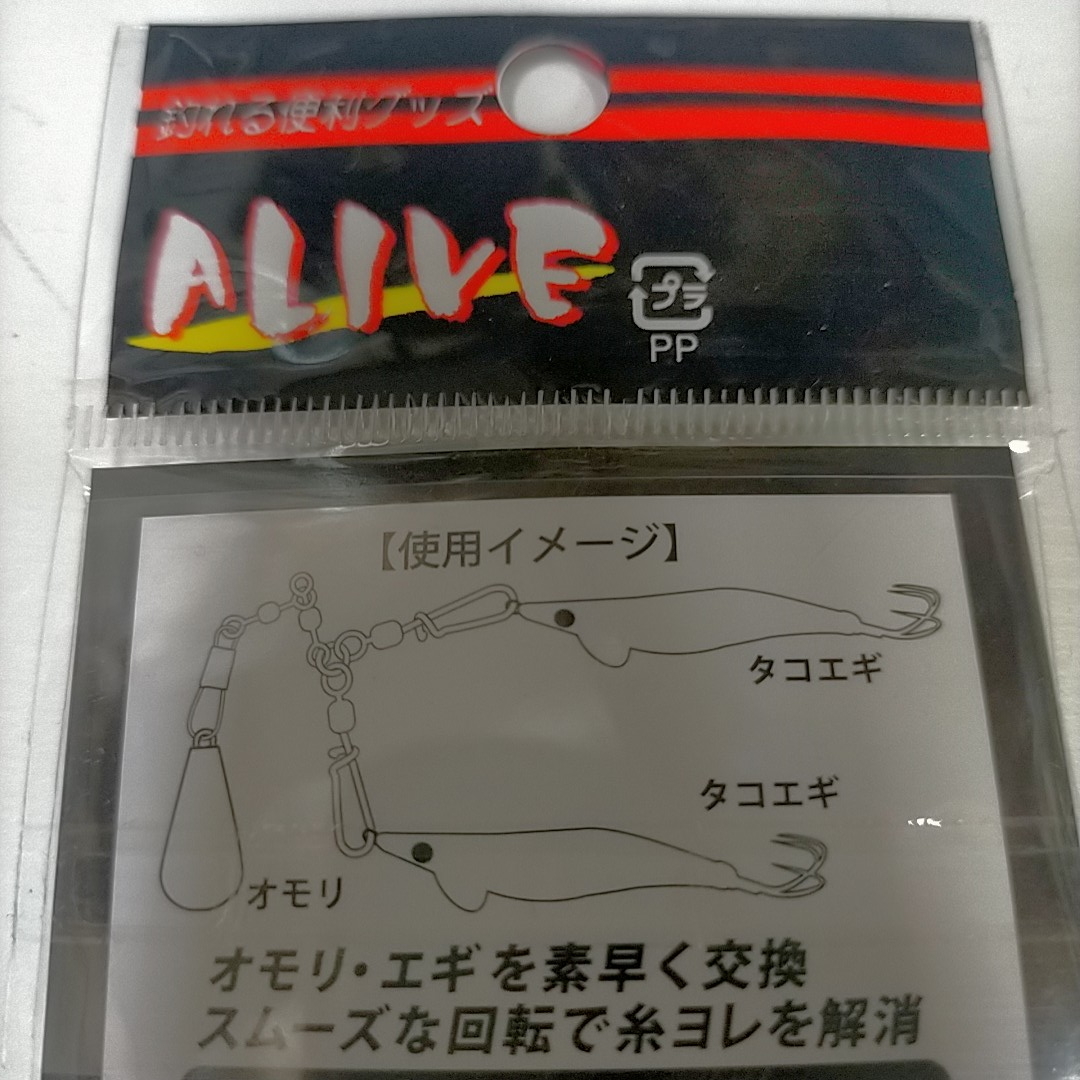 釣れる便利グッズ
ALIVE
プラ
PP
【使用イメージ】
タコエギ
タコエギ
オモリ
オモリ・エギを素早く交換
スムーズな回転で糸ヨレを解消